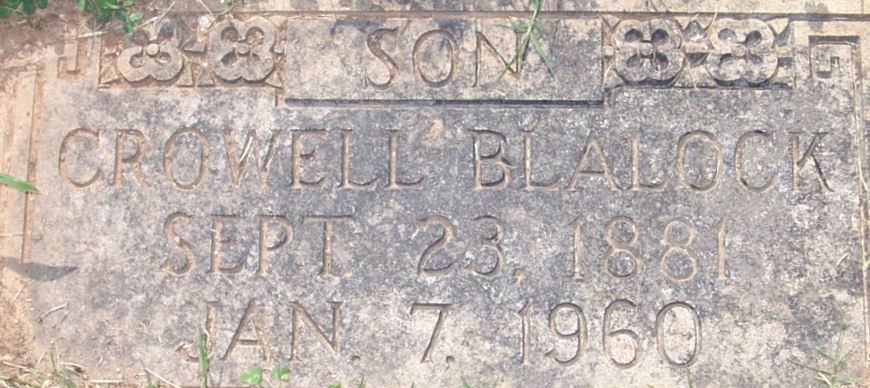 SON
CROWELL BLALOCK
SEPT. 23, 1881
JAN. 7. 1960